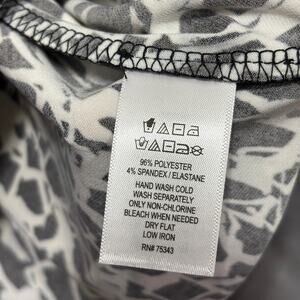 96% POLYESTER
4% SPANDEX / ELASTANE
HAND WASH COLD
WASH SEPARATELY
ONLY NON-CHLORINE
BLEACH WHEN NEEDED
DRY FLAT
LOW IRON
RN# 75343